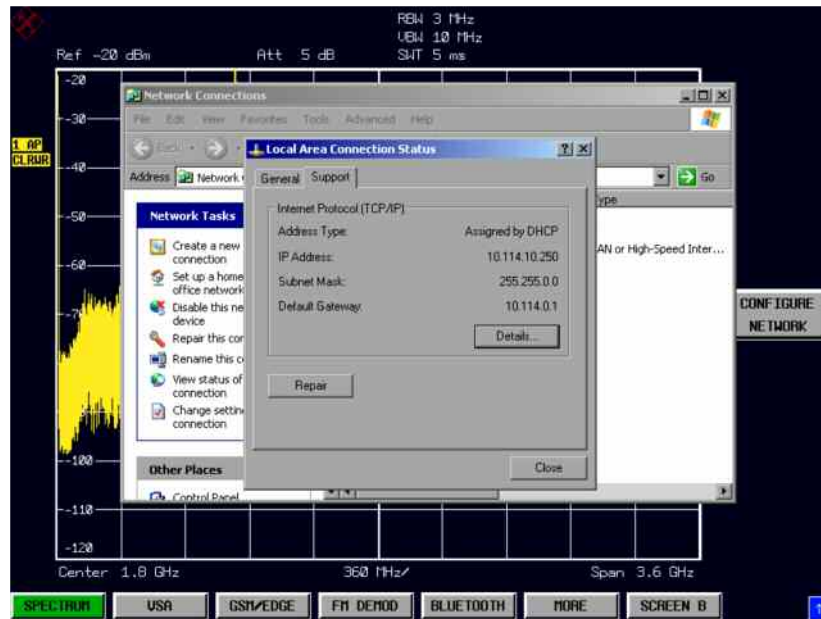 RBW 3 MHz
VBW 10 MHz
Ref -20 dBm Att 5 dB SWT 5 ms
-20
Network Connections
-30
File Edit View Favorites Tools Advanced Help
1 AP
CLRWR
Local Area Connection Status
-40
Address Network Go
General Support
Type
-50
Network Tasks
Internet Protocol (TCP/IP)
Address Type: Assigned by DHCP
Create a new
connection
AN or High-Speed Inter...
IP Address: 10.114.10.250
-60
Set up a home
office network
Subnet Mask: 255.255.0.0
Disable this ne
device
Default Gateway: 10.114.0.1
CONFIGURE
NETWORK
Details...
Repair this cor
Rename this c
View status of
connection
Repair
Change settin
connection
-100
Other Places
Close
Control Panel
-110
-120
Center 1.8 GHz 360 MHz/ Span 3.6 GHz
SPECTRUM VSA GSM/EDGE FM DEMOD BLUETOOTH MORE SCREEN B